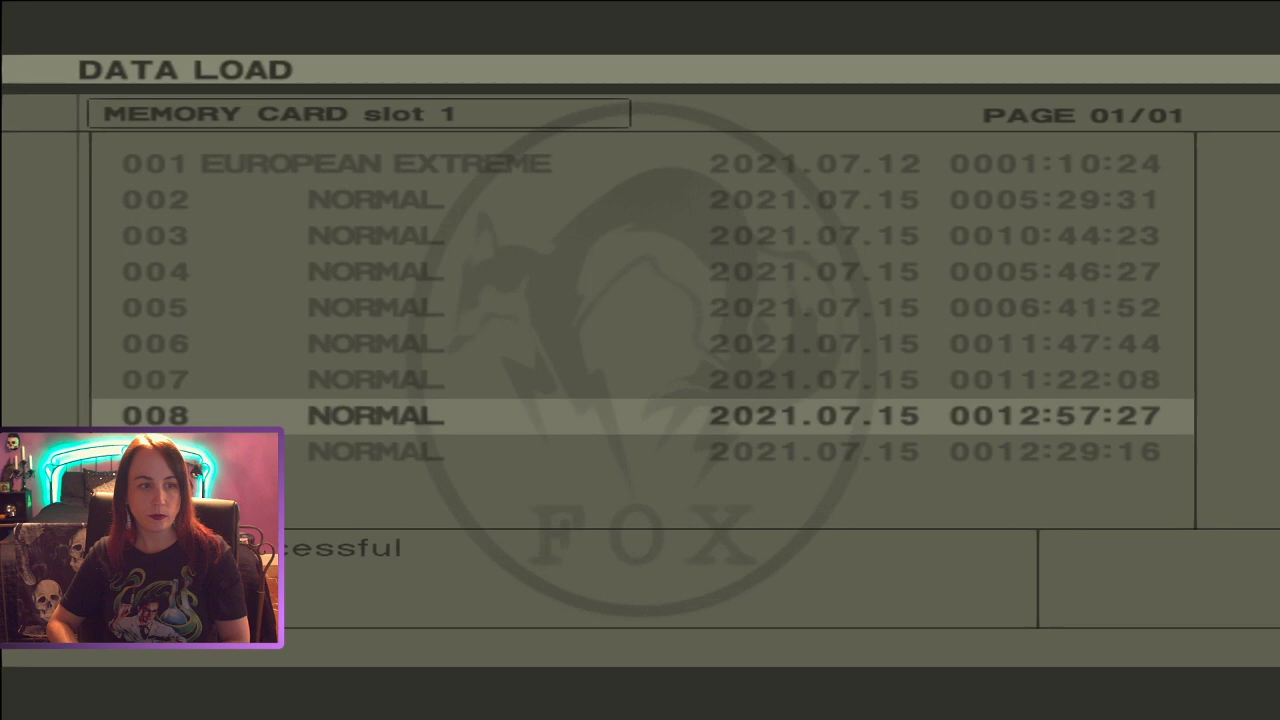 DATA LOAD
MEMORY CARD slot 1 PAGE 01/01
001 EUROPEAN EXTREME 2021.07.12 0001:10:24
002 NORMAL 2021.07.15 0005:29:31
003 NORMAL 2021.07.15 0010:44:23
004 NORMAL 2021.07.15 0005:46:27
005 NORMAL 2021.07.15 0006:41:52
006 NORMAL 2021.07.15 0011:47:44
007 NORMAL 2021.07.15 0011:22:08
008 NORMAL 2021.07.15 0012:57:27
NORMAL 2021.07.15 0012:29:16
FOX
cessful